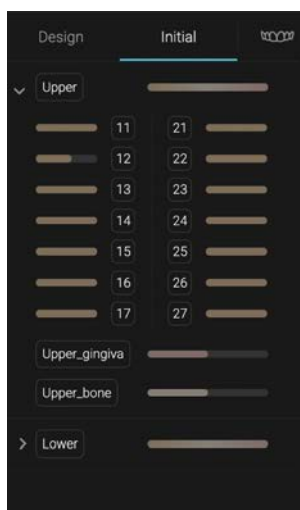 Design Initial
Upper
11 21
12 22
13 23
14 24
15 25
16 26
17 27
Upper_gingiva
Upper_bone
Lower